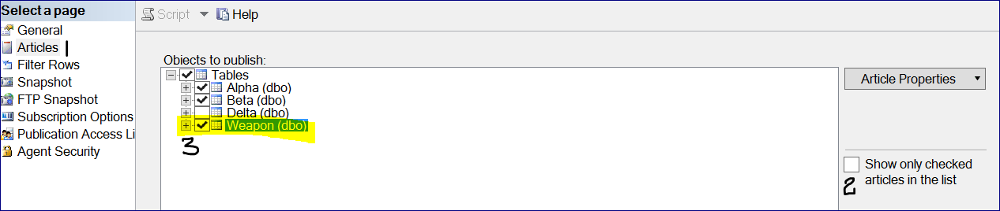 Select a page
Script
Help
General
Articles 1
Filter Rows
Snapshot
FTP Snapshot
Subscription Options
Publication Access Li
Agent Security
Objects to publish:
Tables
Alpha (dbo)
Beta (dbo)
Delta (dbo)
Weapon (dbo)
3
Article Properties
Show only checked
articles in the list
2